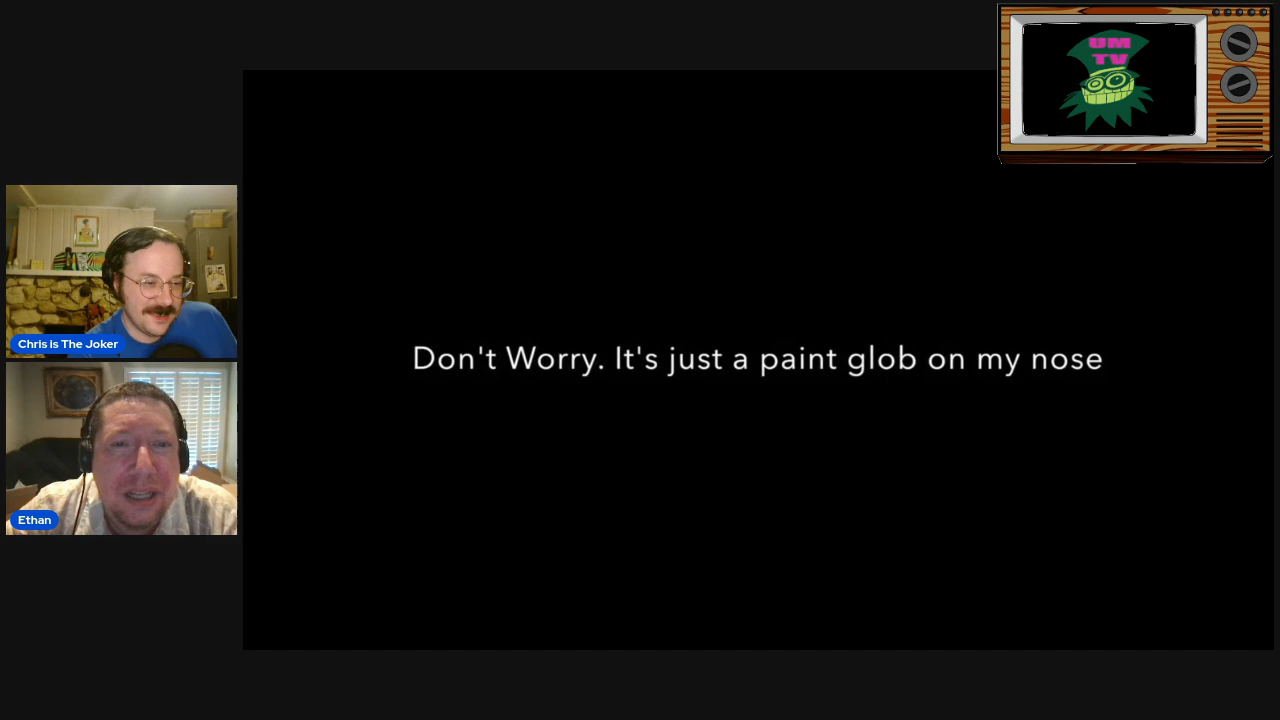 UM
TV
Chris is The Joker
Don't Worry. It's just a paint glob on my nose
Ethan